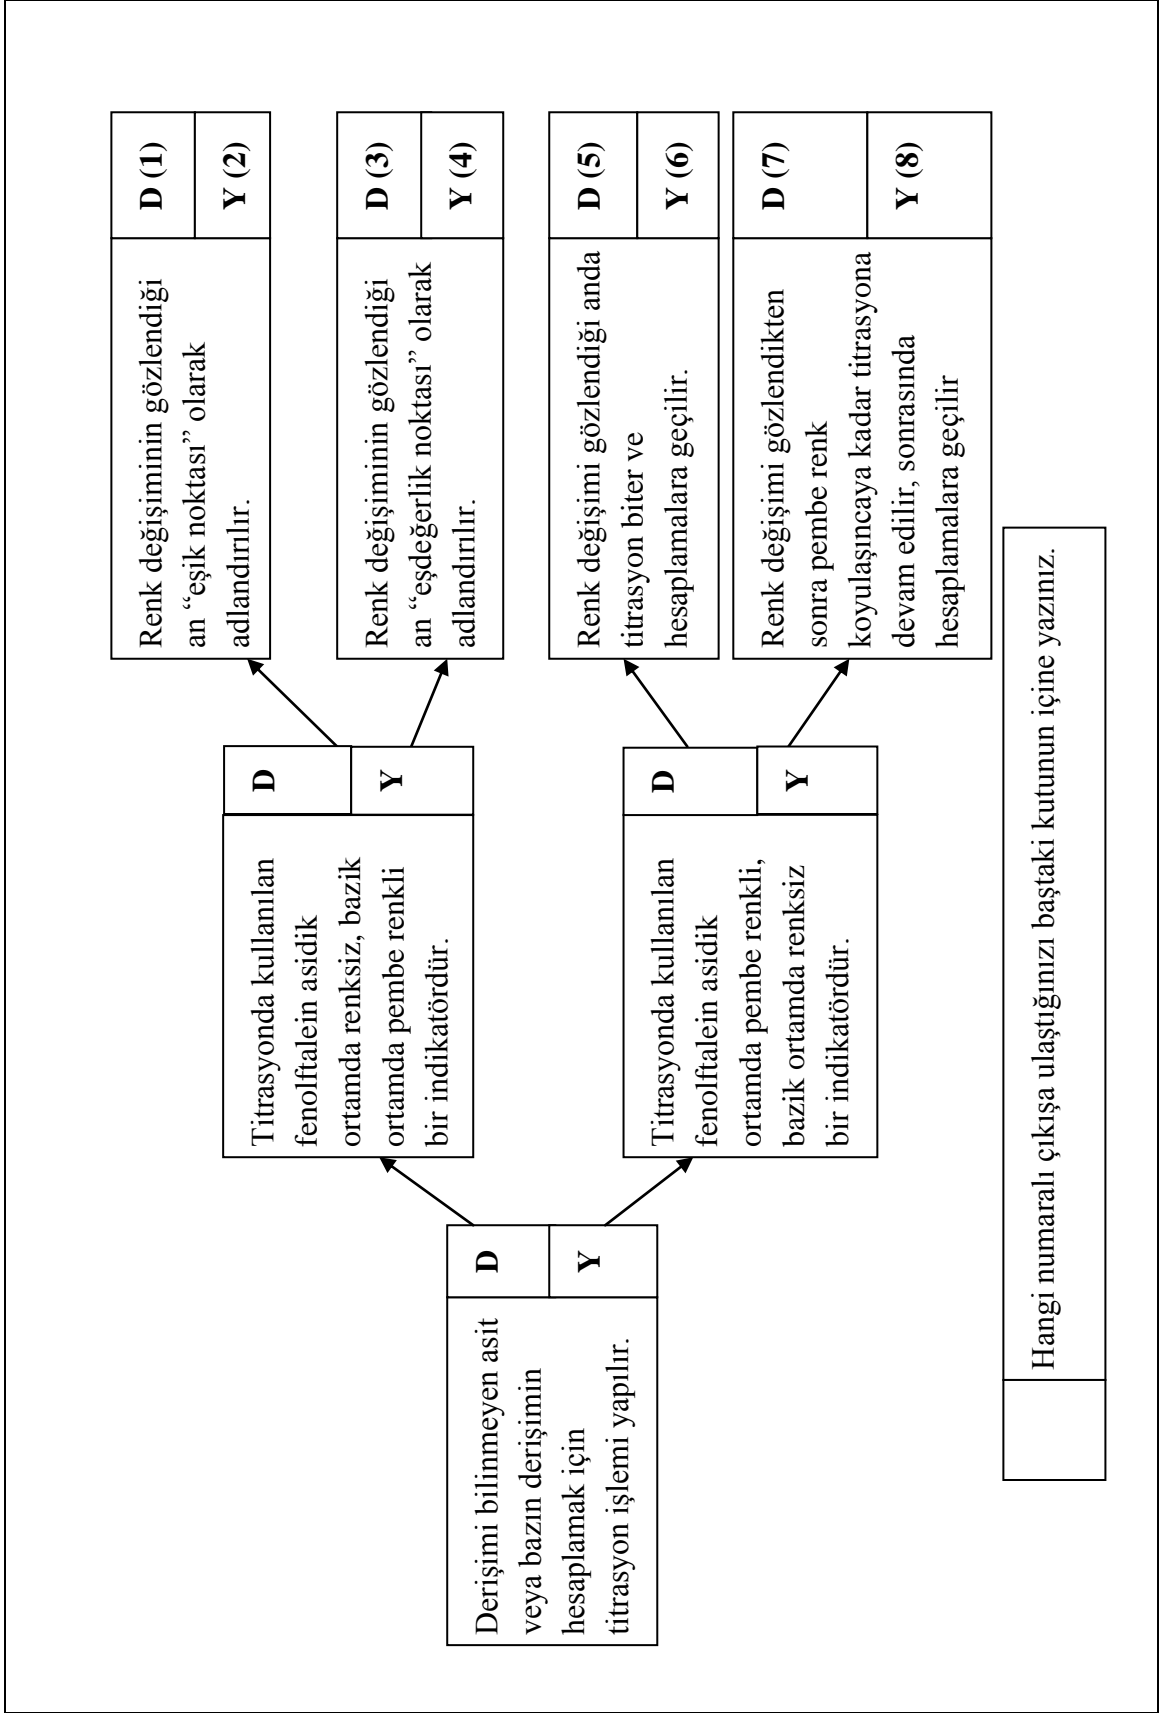 Derişimi bilinmeyen asit
veya bazın derişimin
hesaplamak için
titrasyon işlemi yapılır.
D
Y
Titrasyonda kullanılan
fenolftalein asidik
ortamda renksiz, bazik
ortamda pembe renkli
bir indikatördür.
D
Y
Titrasyonda kullanılan
fenolftalein asidik
ortamda pembe renkli,
bazik ortamda renksiz
bir indikatördür.
D
Y
Renk değişiminin gözlendiği
an “eşik noktası” olarak
adlandırılır.
D (1)
Y (2)
Renk değişiminin gözlendiği
an “eşdeğerlik noktası” olarak
adlandırılır.
D (3)
Y (4)
Renk değişimi gözlendiği anda
titrasyon biter ve
hesaplamalara geçilir.
D (5)
Y (6)
Renk değişimi gözlendikten
sonra pembe renk
koyulaşıncaya kadar titrasyona
devam edilir, sonrasında
hesaplamalara geçilir
D (7)
Y (8)
Hangi numaralı çıkışa ulaştığınızı baştaki kutunun içine yazınız.